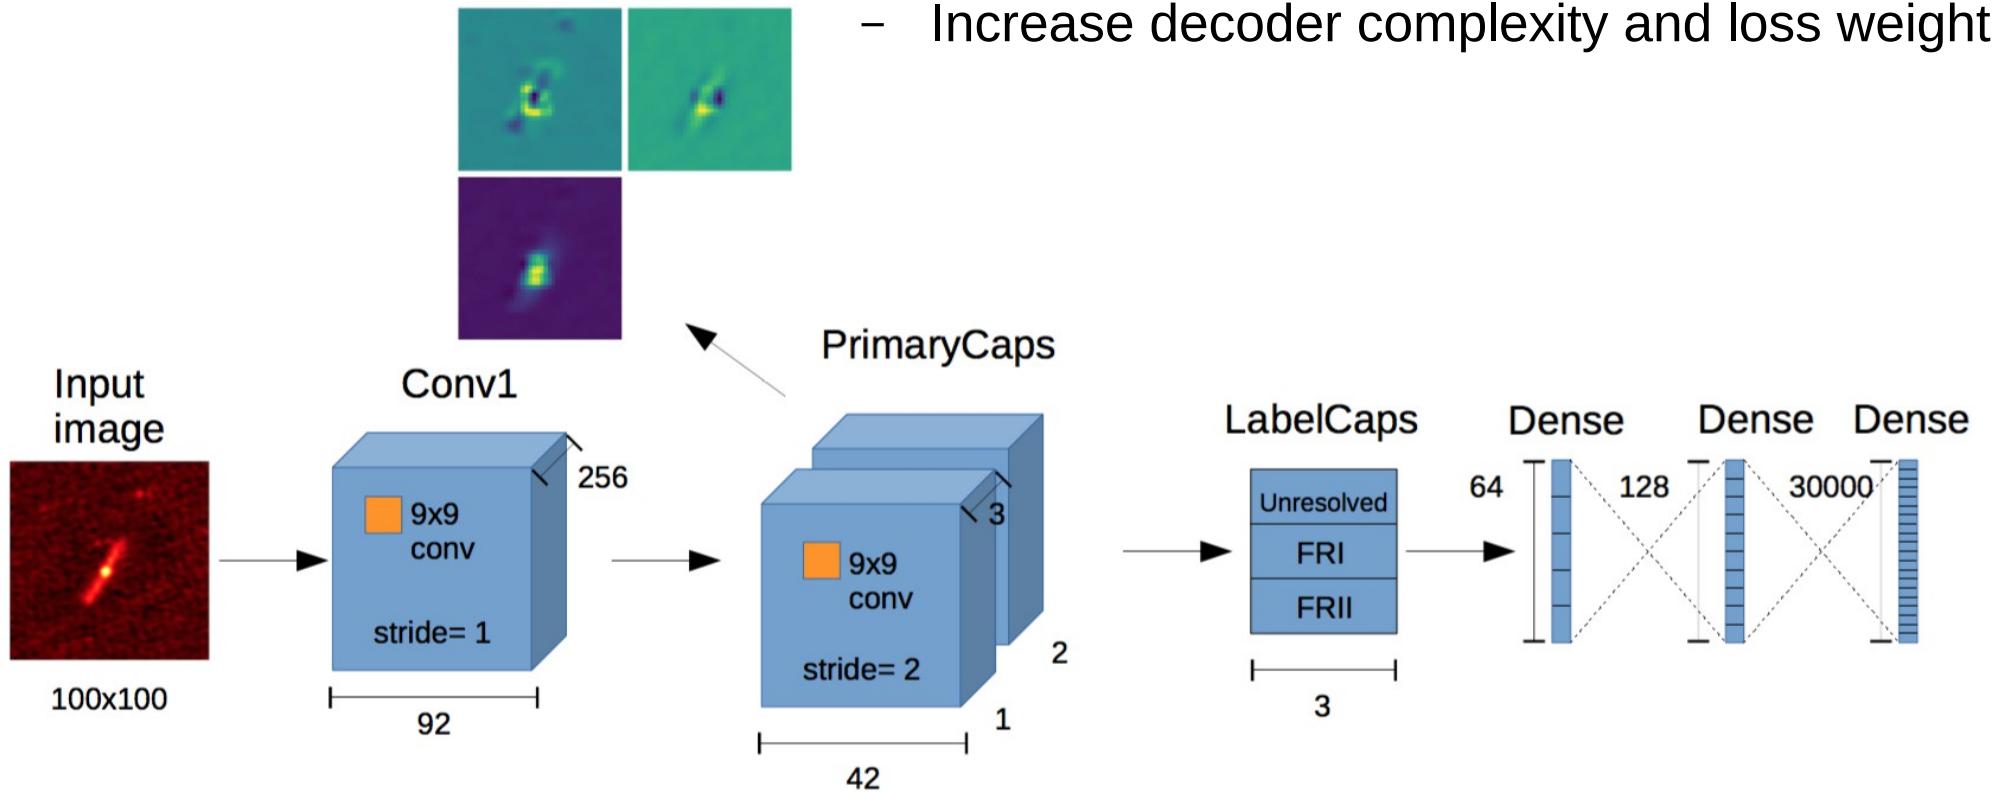 – Increase decoder complexity and loss weight
PrimaryCaps
Input
image
Conv1
LabelCaps
Dense
Dense
Dense
256
3
64
128
30000
9x9
conv
9x9
conv
Unresolved
FRI
FRII
stride= 1
stride= 2
2
1
100x100
92
42
3